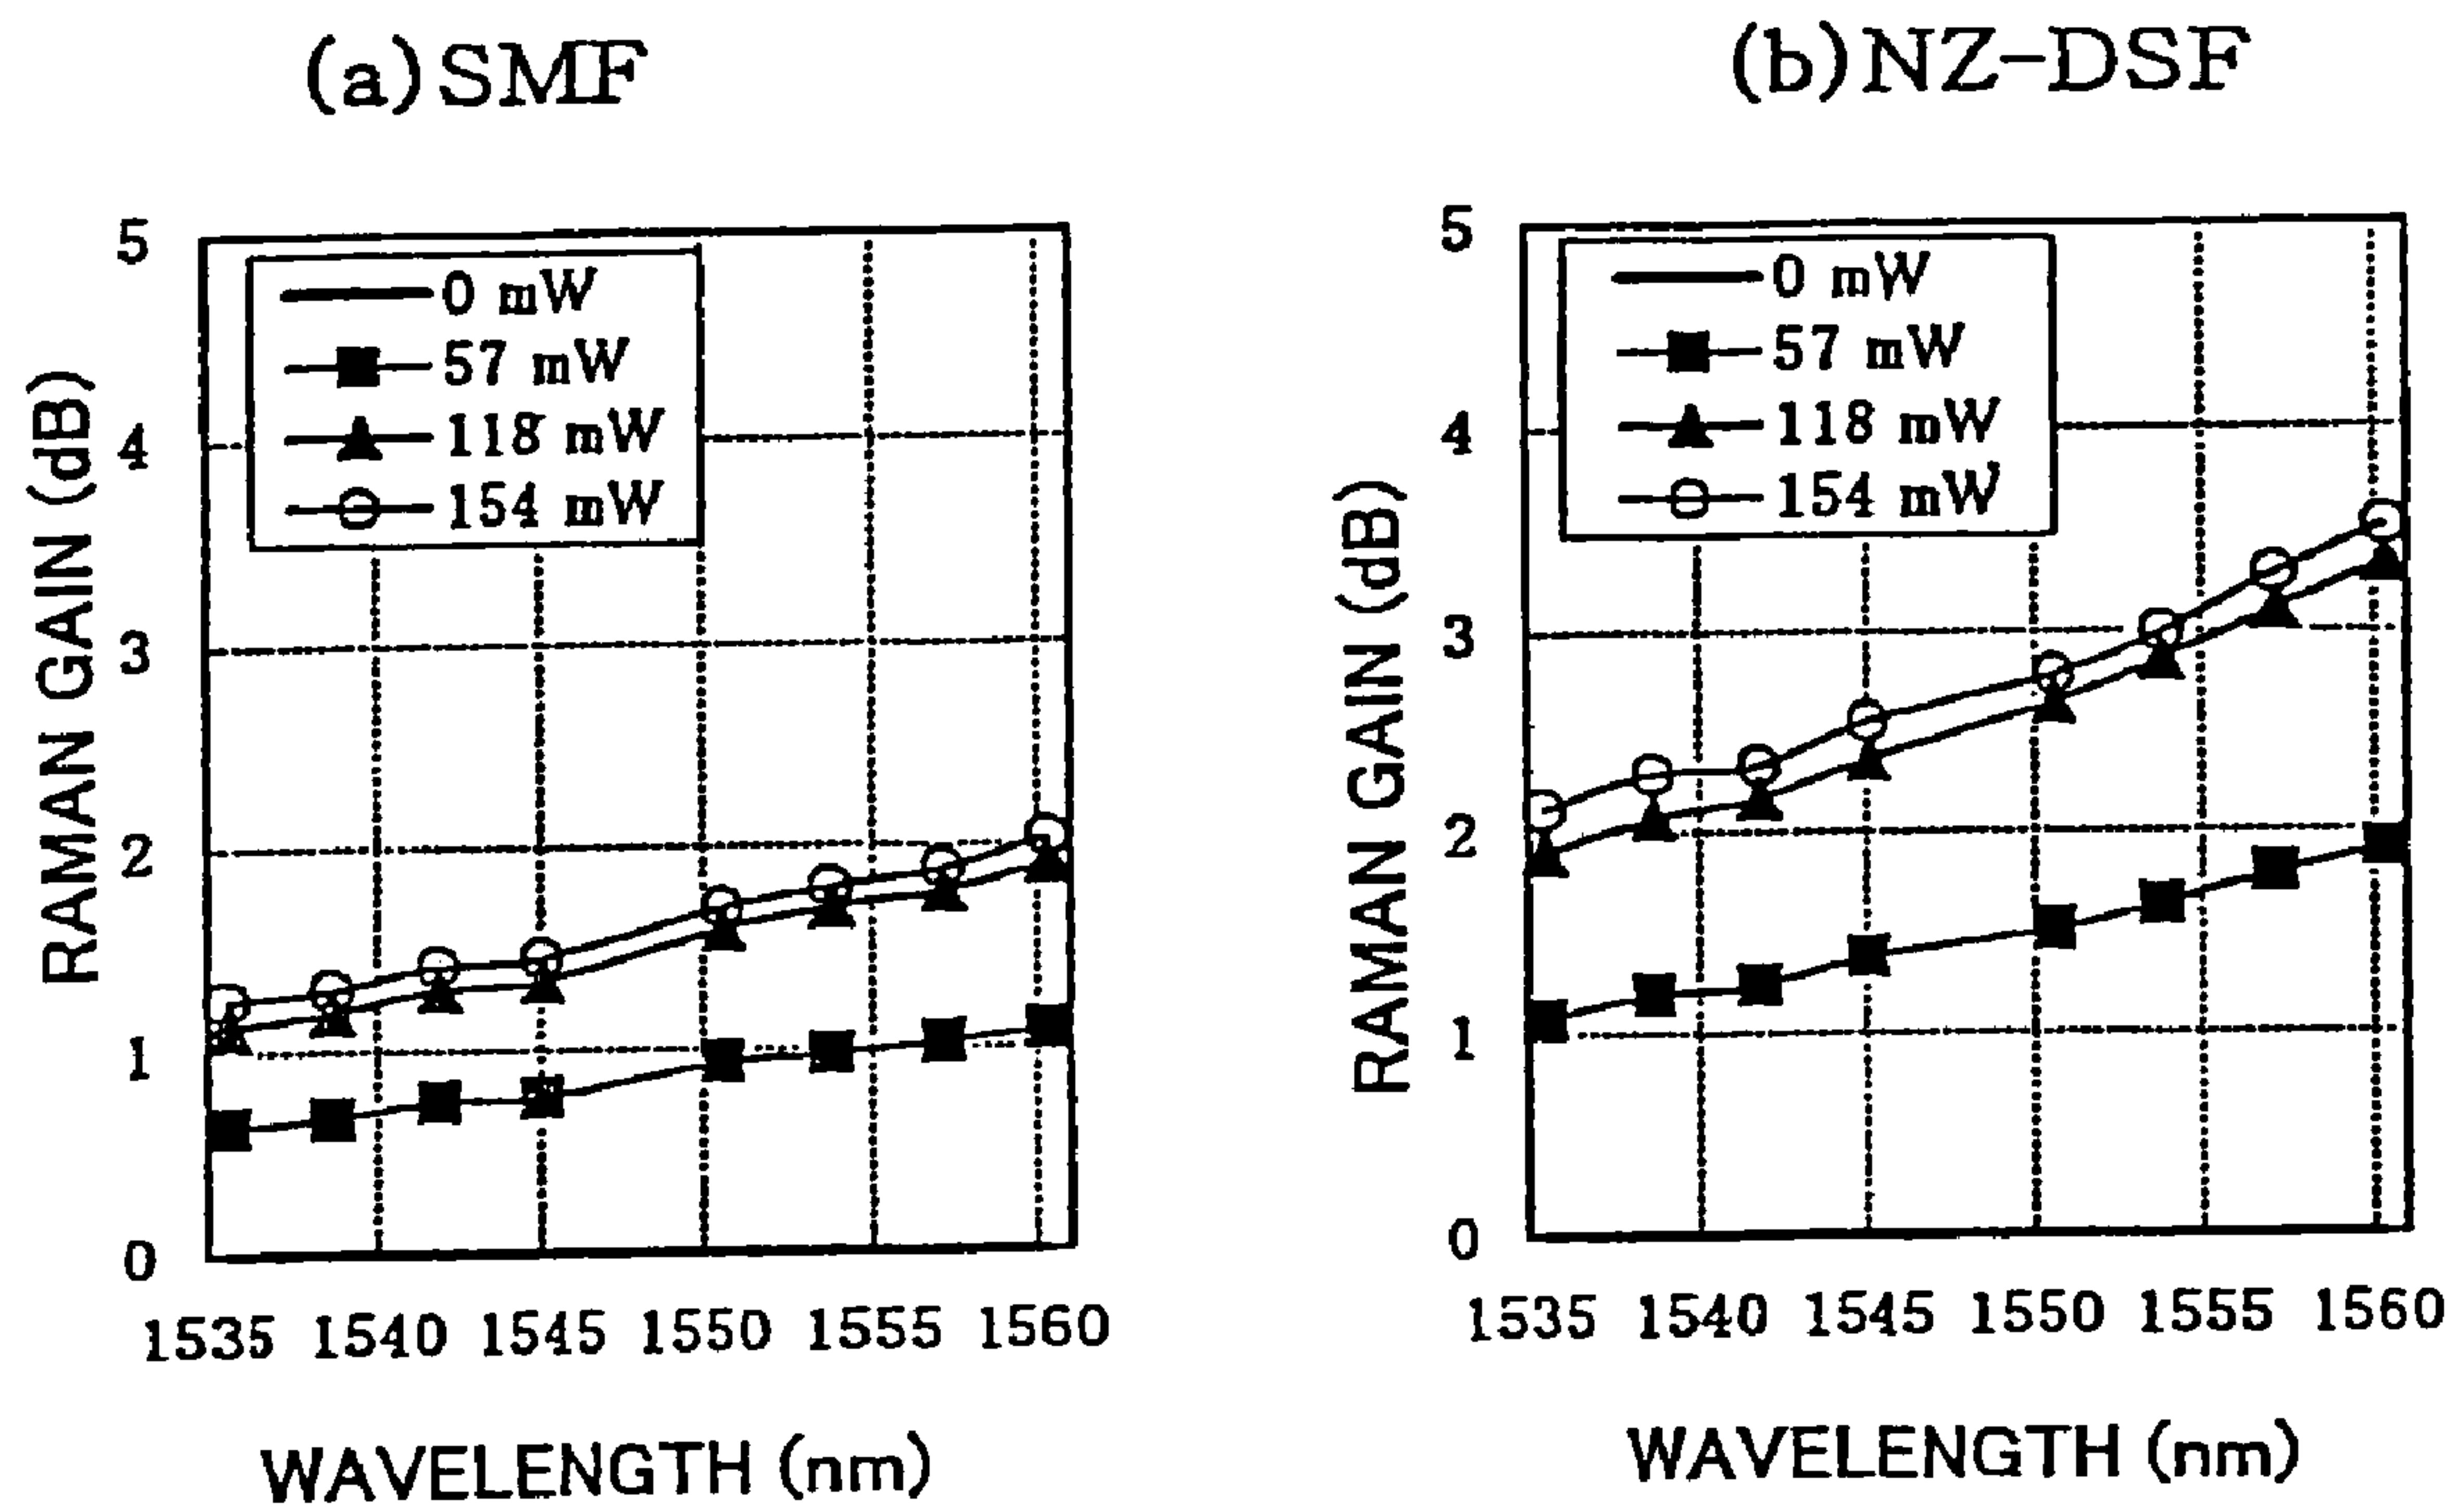 (a)SMF
5
4
3
2
1
0
RAMAN GAIN (dB)
0 mW
57 mW
118 mW
154 mW
1535 1540 1545 1550 1555 1560
WAVELENGTH (nm)
(b)NZ-DSF
5
4
3
2
1
0
RAMAN GAIN (dB)
0 mW
57 mW
118 mW
154 mW
1535 1540 1545 1550 1555 1560
WAVELENGTH (nm)